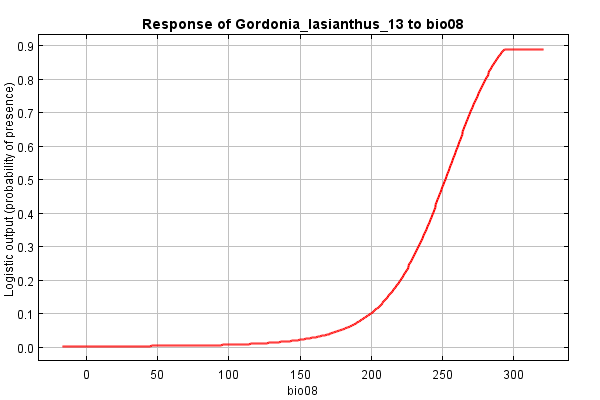 Response of Gordonia_lasianthus_13 to bio08
Logistic output (probability of presence)
0.9
0.8
0.7
0.6
0.5
0.4
0.3
0.2
0.1
0.0
0 50 100 150 200 250 300
bio08